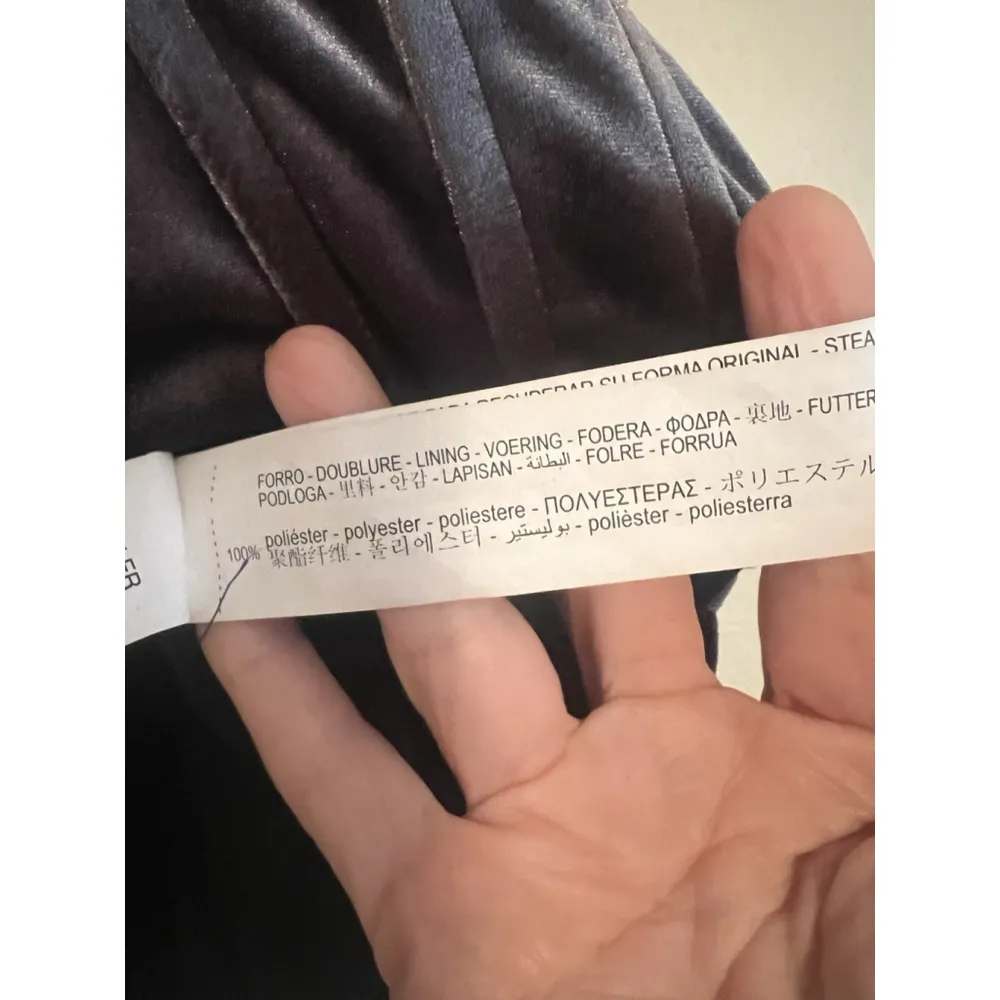 RECUPERAR SU FORMA ORIGINAL - STEA
FORRO - DOUBLURE - LINING - VOERING - FODERA - ΦΟΔΡΑ - 裏地 - FUTTER
PODLOGA - 里料 - 안감 - LAPISAN - البطانة - FOLRE - FORRUA
100% poliéster - polyester - poliestere - ΠΟΛΥΕΣΤΕΡΑΣ - ポリエステル
聚酯纤维 - 폴리에스터 - بوليستير - polièster - poliesterra
ER